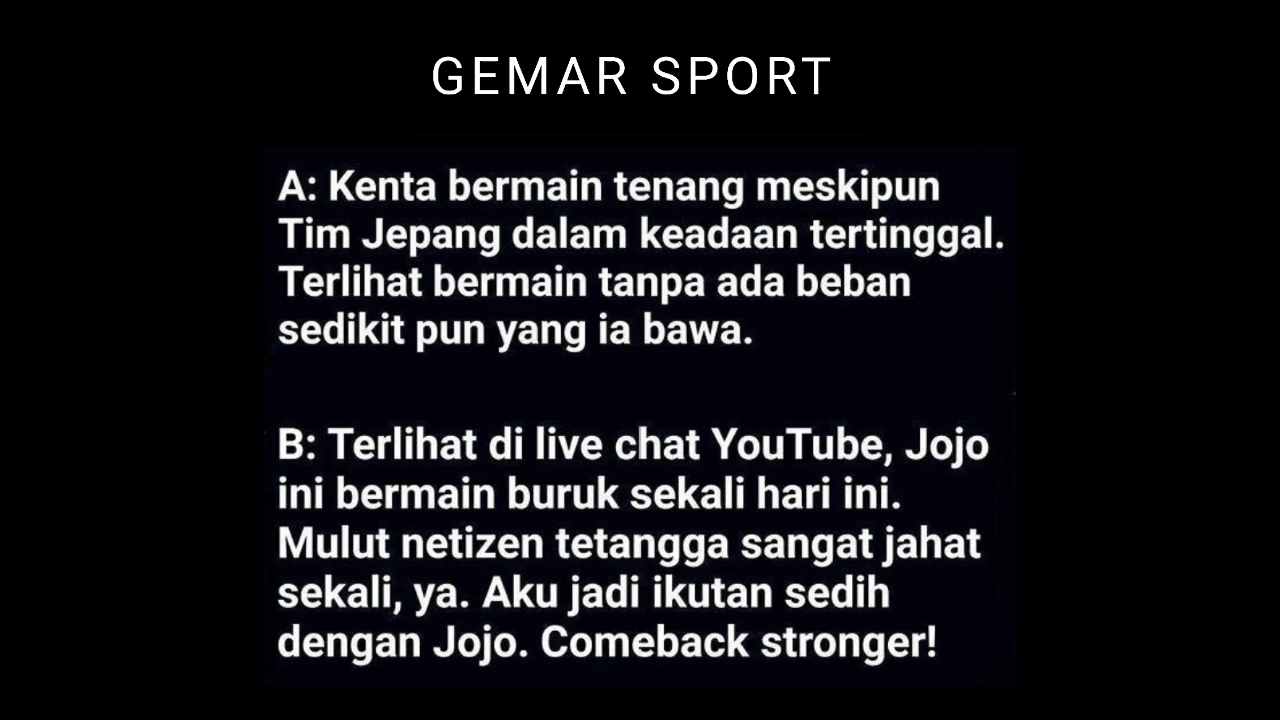 GEMAR SPORT
A: Kenta bermain tenang meskipun
Tim Jepang dalam keadaan tertinggal.
Terlihat bermain tanpa ada beban
sedikit pun yang ia bawa.
B: Terlihat di live chat YouTube, Jojo
ini bermain buruk sekali hari ini.
Mulut netizen tetangga sangat jahat
sekali, ya. Aku jadi ikutan sedih
dengan Jojo. Comeback stronger!